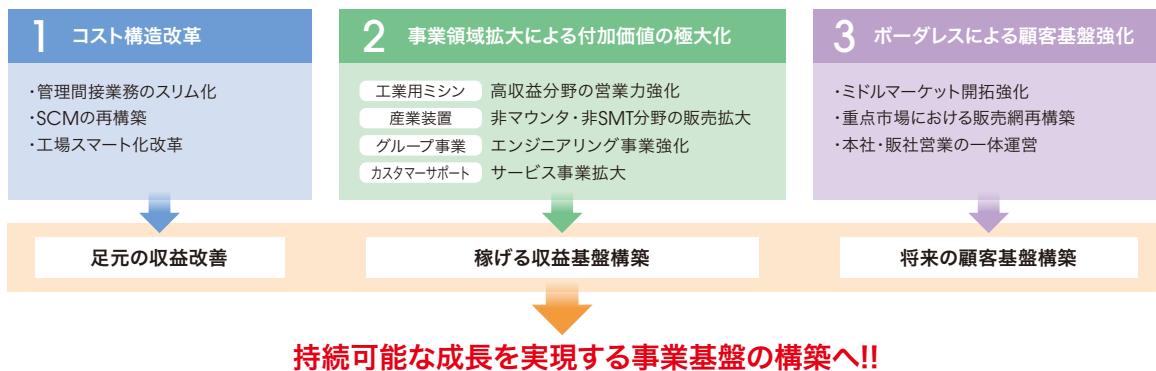 1 コスト構造改革
・管理間接業務のスリム化
・SCMの再構築
・工場スマート化改革
足元の収益改善
2 事業領域拡大による付加価値の極大化
工業用ミシン 高収益分野の営業力強化
産業装置 非マウンタ・非SMT分野の販売拡大
グループ事業 エンジニアリング事業強化
カスタマーサポート サービス事業拡大
稼げる収益基盤構築
3 ボーダレスによる顧客基盤強化
・ミドルマーケット開拓強化
・重点市場における販売網再構築
・本社・販社営業の一体運営
将来の顧客基盤構築
持続可能な成長を実現する事業基盤の構築へ!!